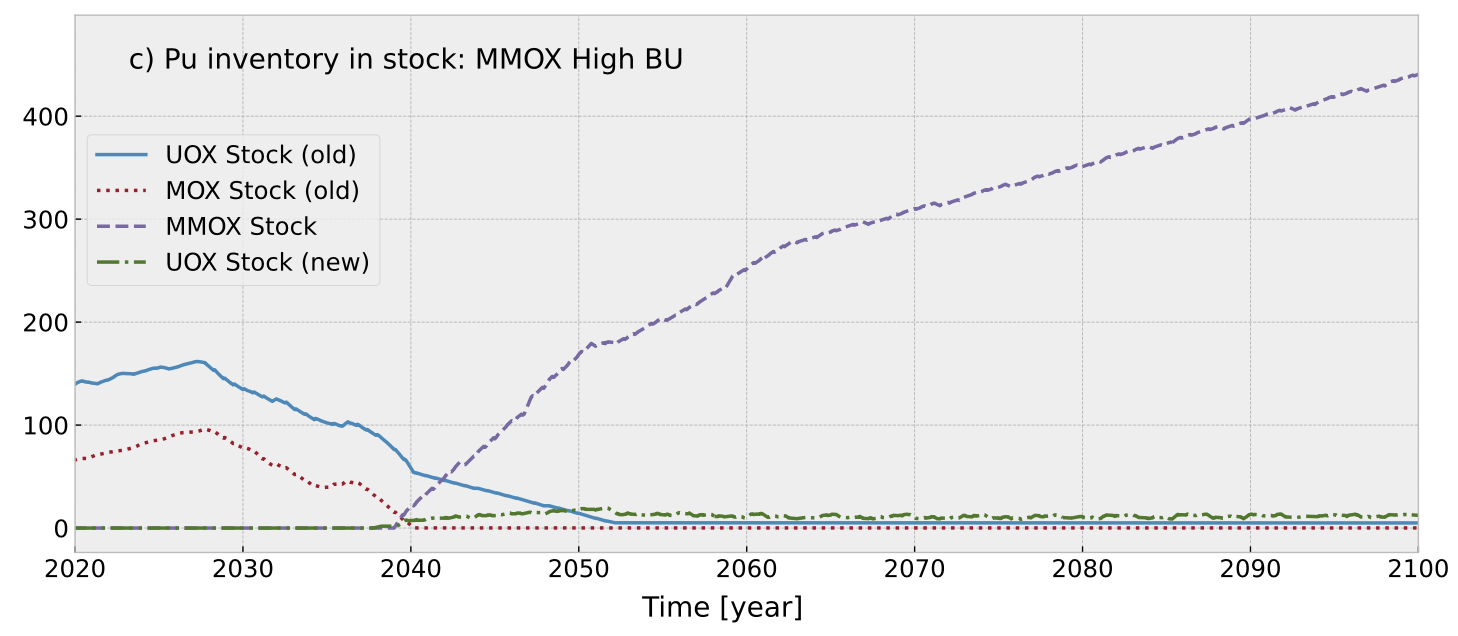 c) Pu inventory in stock: MMOX High BU
400
UOX Stock (old)
MOX Stock (old)
300
MMOX Stock
UOX Stock (new)
200
100
0
2020 2030 2040 2050 2060 2070 2080 2090 2100
Time [year]